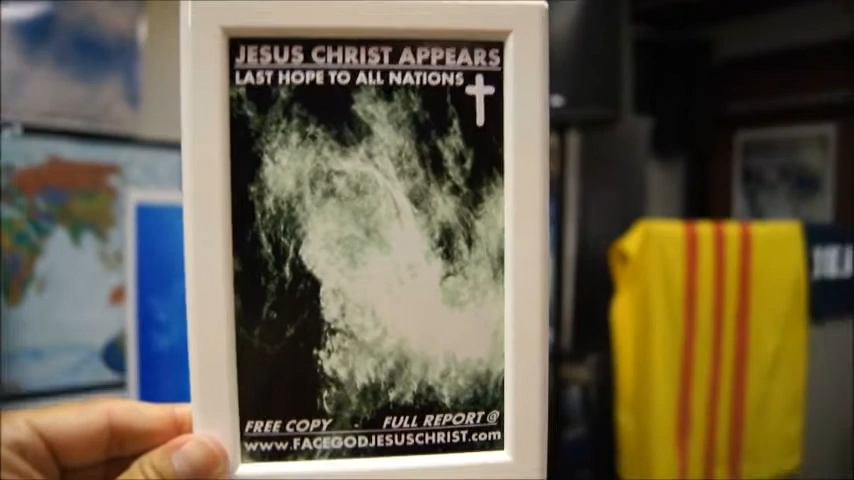 JESUS CHRIST APPEARS
LAST HOPE TO ALL NATIONS
FREE COPY - FULL REPORT @
www.FACEGODJESUSCHRIST.com